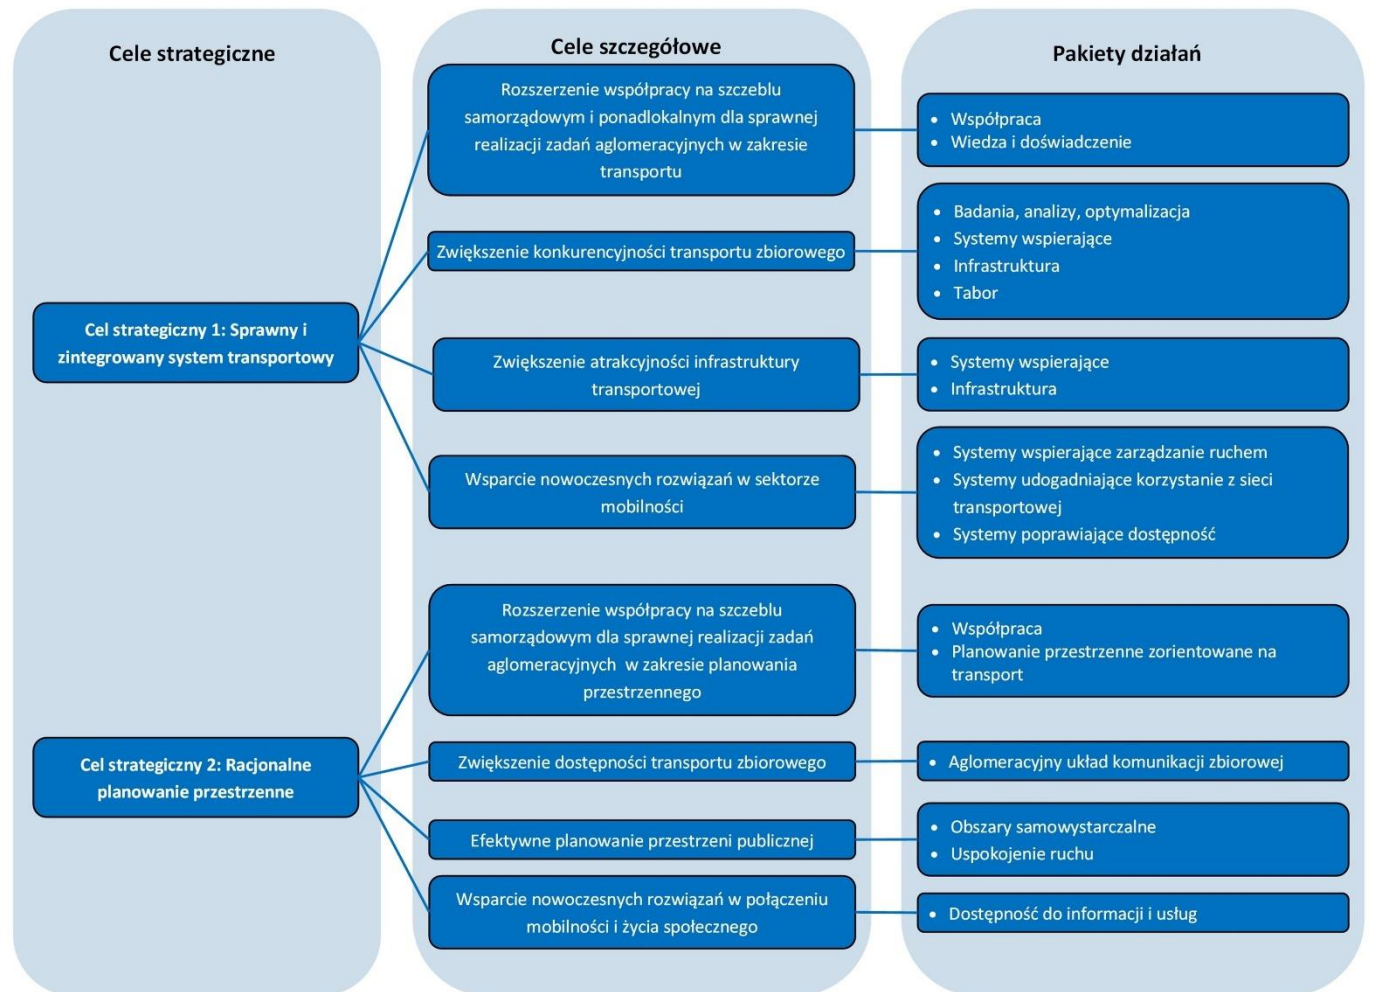 Cele strategiczne
Cele szczegółowe
Pakiety działań
Cel strategiczny 1: Sprawny i
zintegrowany system transportowy
Rozszerzenie współpracy na szczeblu
samorządowym i ponadlokalnym dla sprawnej
realizacji zadań aglomeracyjnych w zakresie
transportu
• Współpraca
• Wiedza i doświadczenie
Zwiększenie konkurencyjności transportu zbiorowego
• Badania, analizy, optymalizacja
• Systemy wspierające
• Infrastruktura
• Tabor
Zwiększenie atrakcyjności infrastruktury
transportowej
• Systemy wspierające
• Infrastruktura
Wsparcie nowoczesnych rozwiązań w sektorze
mobilności
• Systemy wspierające zarządzanie ruchem
• Systemy udogadniające korzystanie z sieci
transportowej
• Systemy poprawiające dostępność
Cel strategiczny 2: Racjonalne
planowanie przestrzenne
Rozszerzenie współpracy na szczeblu
samorządowym dla sprawnej realizacji zadań
aglomeracyjnych w zakresie planowania
przestrzennego
• Współpraca
• Planowanie przestrzenne zorientowane na
transport
Zwiększenie dostępności transportu zbiorowego
• Aglomeracyjny układ komunikacji zbiorowej
Efektywne planowanie przestrzeni publicznej
• Obszary samowystarczalne
• Uspokojenie ruchu
Wsparcie nowoczesnych rozwiązań w połączeniu
mobilności i życia społecznego
• Dostępność do informacji i usług